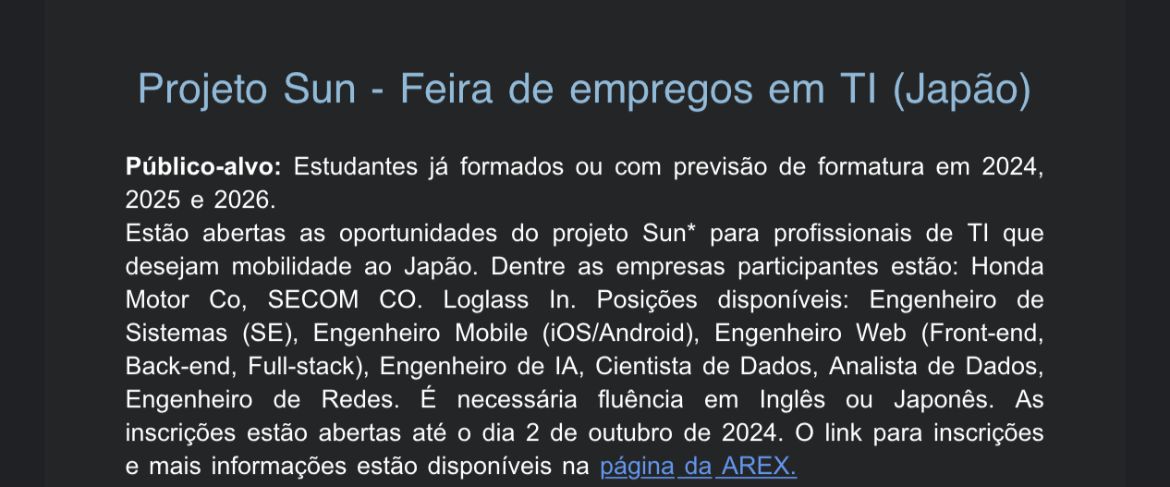 Projeto Sun - Feira de empregos em TI (Japão)
Público-alvo: Estudantes já formados ou com previsão de formatura em 2024,
2025 e 2026.
Estão abertas as oportunidades do projeto Sun* para profissionais de TI que
desejam mobilidade ao Japão. Dentre as empresas participantes estão: Honda
Motor Co, SECOM CO. Loglass In. Posições disponíveis: Engenheiro de
Sistemas (SE), Engenheiro Mobile (iOS/Android), Engenheiro Web (Front-end,
Back-end, Full-stack), Engenheiro de IA, Cientista de Dados, Analista de Dados,
Engenheiro de Redes. É necessária fluência em Inglês ou Japonês. As
inscrições estão abertas até o dia 2 de outubro de 2024. O link para inscrições
e mais informações estão disponíveis na página da AREX.